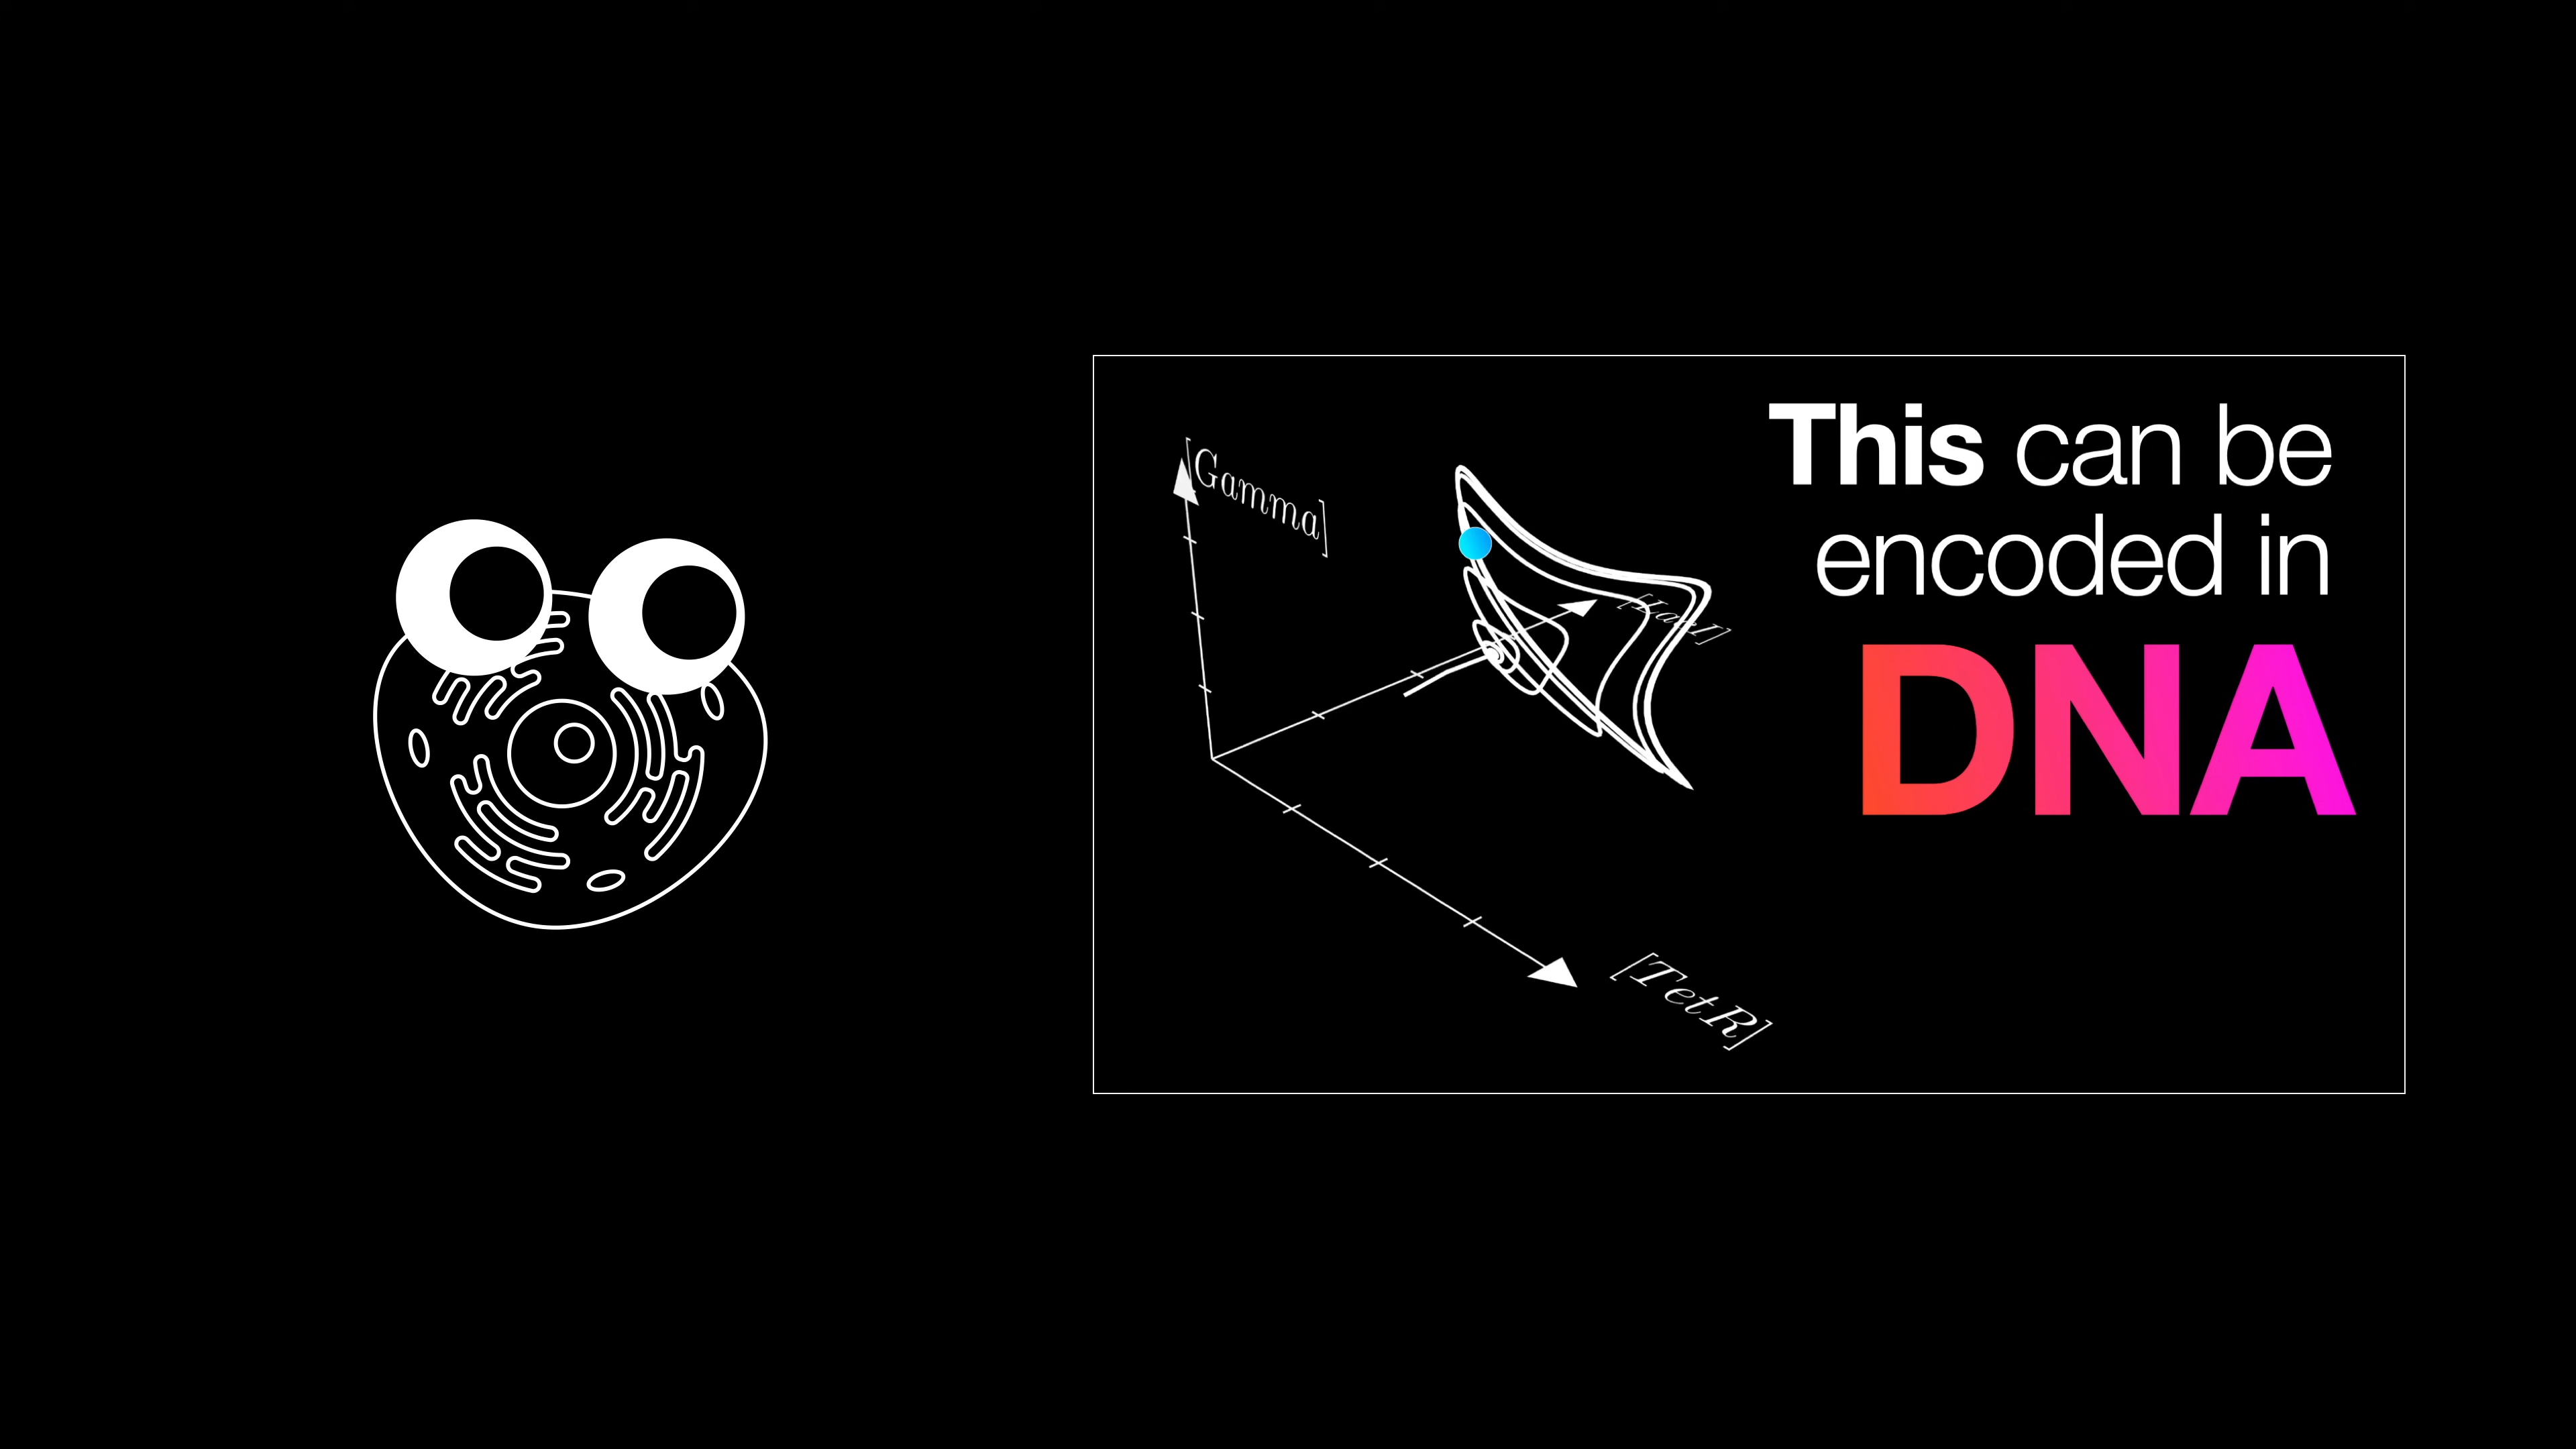 This can be
encoded in
DNA
[Gamma]
[TetR]